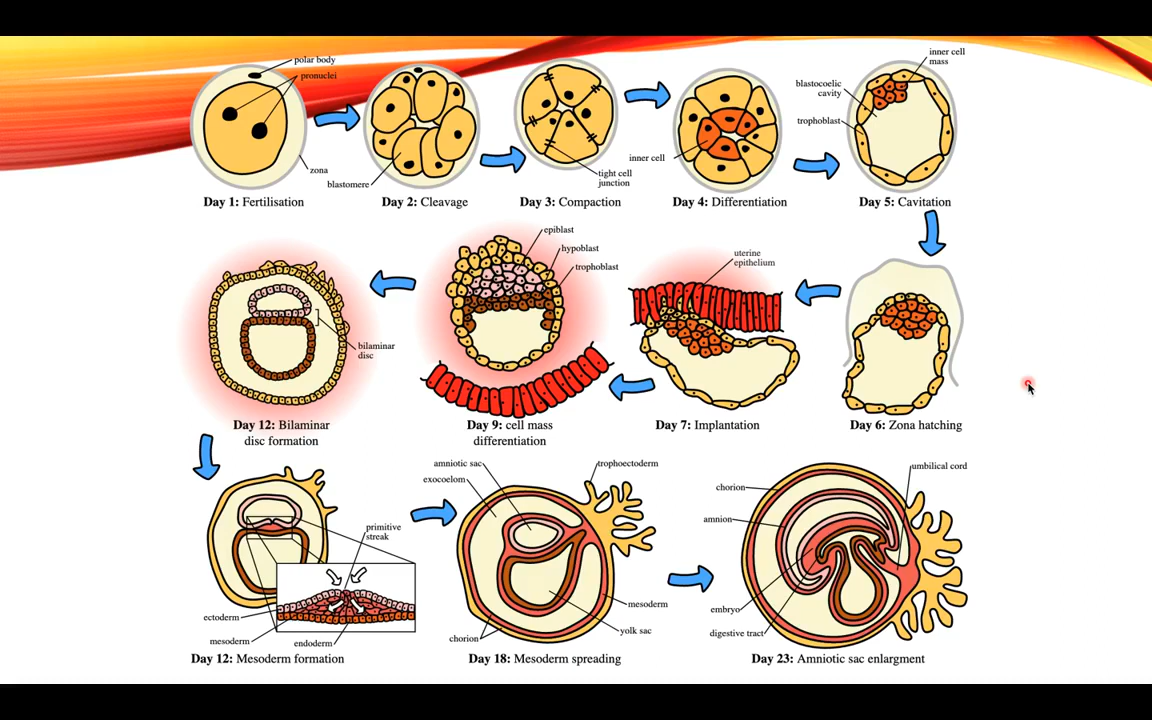 polar body
pronuclei
zona
Day 1: Fertilisation
blastomere
Day 2: Cleavage
tight cell
junction
Day 3: Compaction
inner cell
Day 4: Differentiation
inner cell
mass
blastocoelic
cavity
trophoblast
Day 5: Cavitation
Day 6: Zona hatching
uterine
epithelium
Day 7: Implantation
epiblast
hypoblast
trophoblast
Day 9: cell mass
differentiation
bilaminar
disc
Day 12: Bilaminar
disc formation
primitive
streak
ectoderm
mesoderm
endoderm
Day 12: Mesoderm formation
amniotic sac
exocoelom
trophoectoderm
mesoderm
yolk sac
chorion
Day 18: Mesoderm spreading
umbilical cord
chorion
amnion
embryo
digestive tract
Day 23: Amniotic sac enlargment